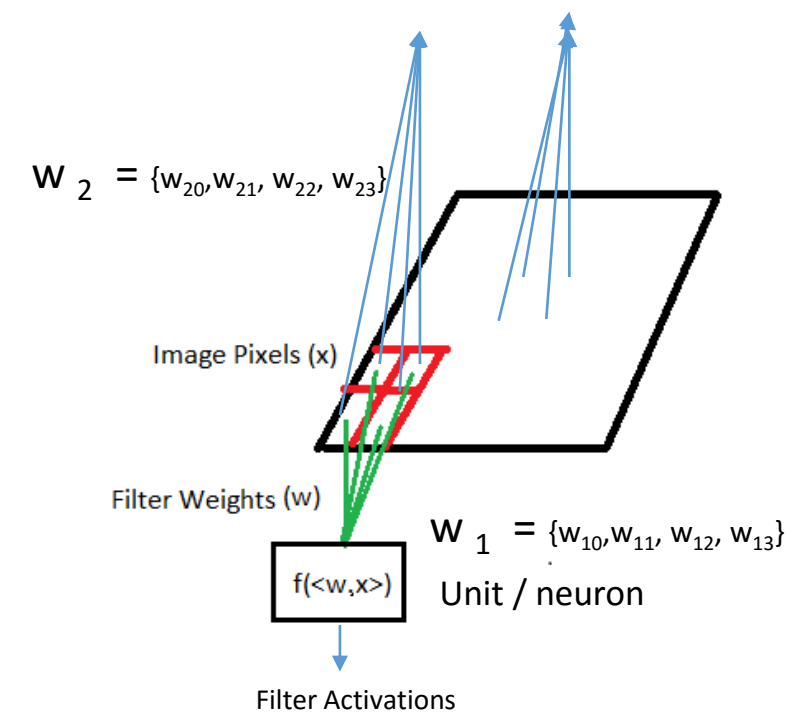 w 2 = {w20,w21, w22, w23}
Image Pixels (x)
Filter Weights (w)
w 1 = {w10,w11, w12, w13}
f(<w,x>)
Unit / neuron
Filter Activations